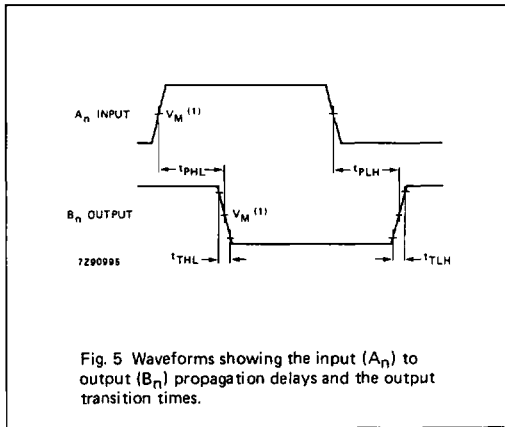 An INPUT
VM (1)
tPHL
tPLH
Bn OUTPUT
VM (1)
7Z90995
tTHL
tTLH
Fig. 5 Waveforms showing the input (An) to
output (Bn) propagation delays and the output
transition times.